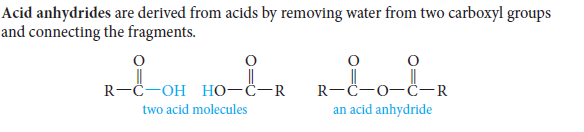 Acid anhydrides are derived from acids by removing water from two carboxyl groups
and connecting the fragments.
O O O O
R—C—OH HO—C—R R—C—O—C—R
two acid molecules an acid anhydride